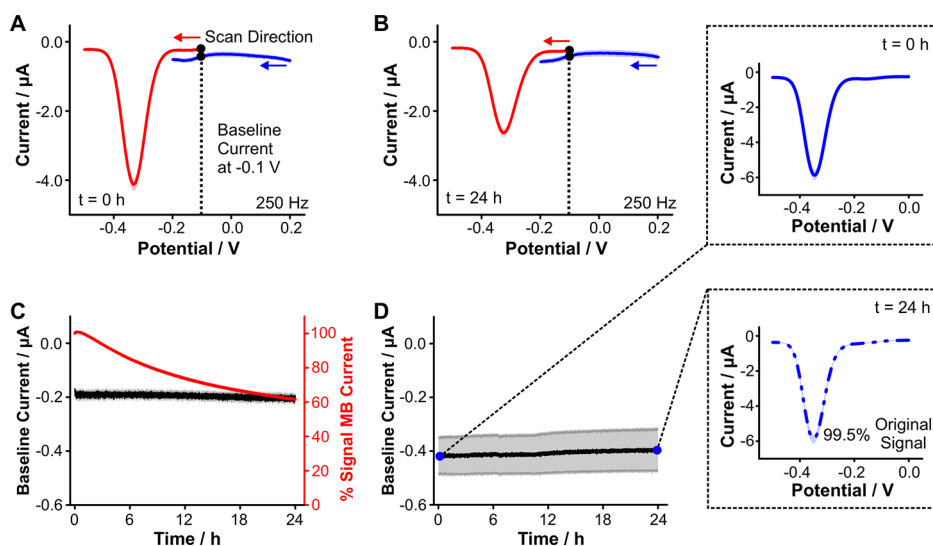 A
Current / µA
0.0
-2.0
-4.0
Scan Direction
Baseline
Current
at -0.1 V
t = 0 h
250 Hz
-0.4
-0.2
0.0
0.2
Potential / V
B
Current / µA
0.0
-2.0
-4.0
t = 24 h
250 Hz
-0.4
-0.2
0.0
0.2
Potential / V
t = 0 h
Current / µA
0
-2
-4
-6
-0.4
-0.2
0.0
Potential / V
C
Baseline Current / µA
0.0
-0.2
-0.4
-0.6
100
80
60
40
20
0
% Signal MB Current
0
6
12
18
24
Time / h
D
Baseline Current / µA
0.0
-0.2
-0.4
-0.6
0
6
12
18
24
Time / h
t = 24 h
Current / µA
0
-2
-4
-6
99.5%
Original
Signal
-0.4
-0.2
0.0
Potential / V